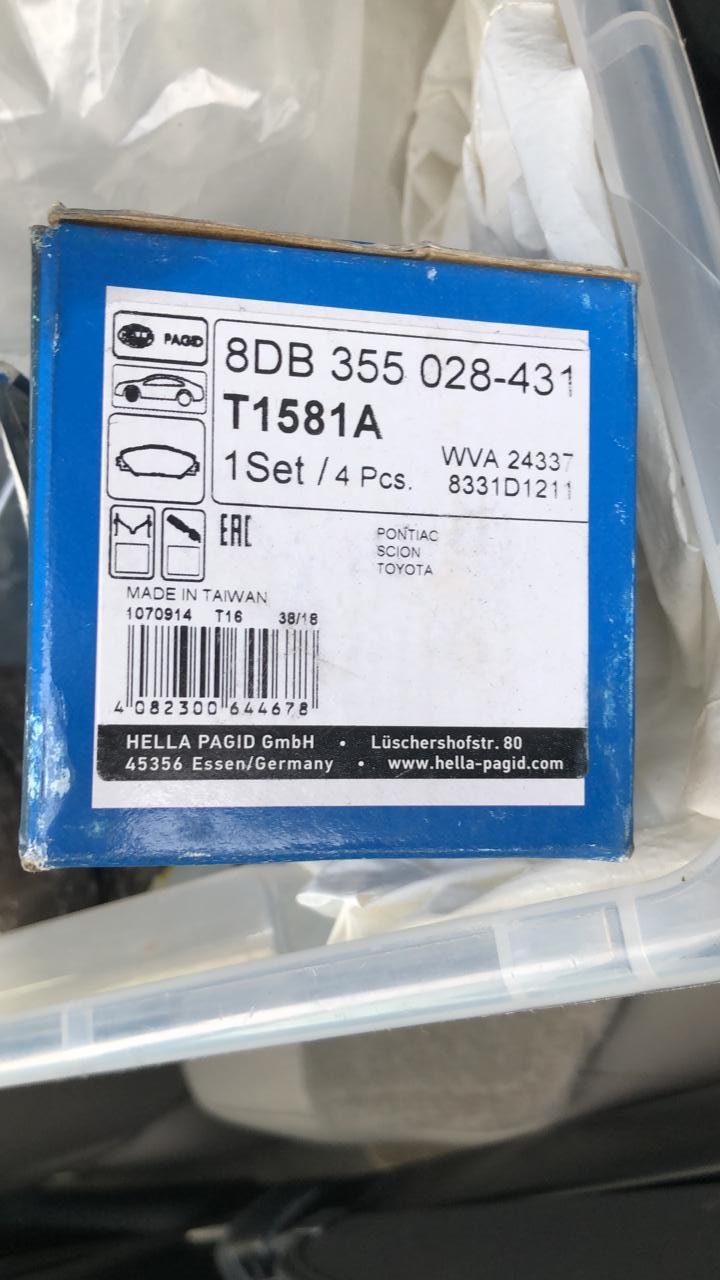 HELLA PAGID
8DB 355 028-431
T1581A
1Set / 4 Pcs.
WVA 24337
8331D1211
EAC
PONTIAC
SCION
TOYOTA
MADE IN TAIWAN
1070914 T16 38/18
4 082300 644678
HELLA PAGID GmbH • Lüschershofstr. 80
45356 Essen/Germany • www.hella-pagid.com